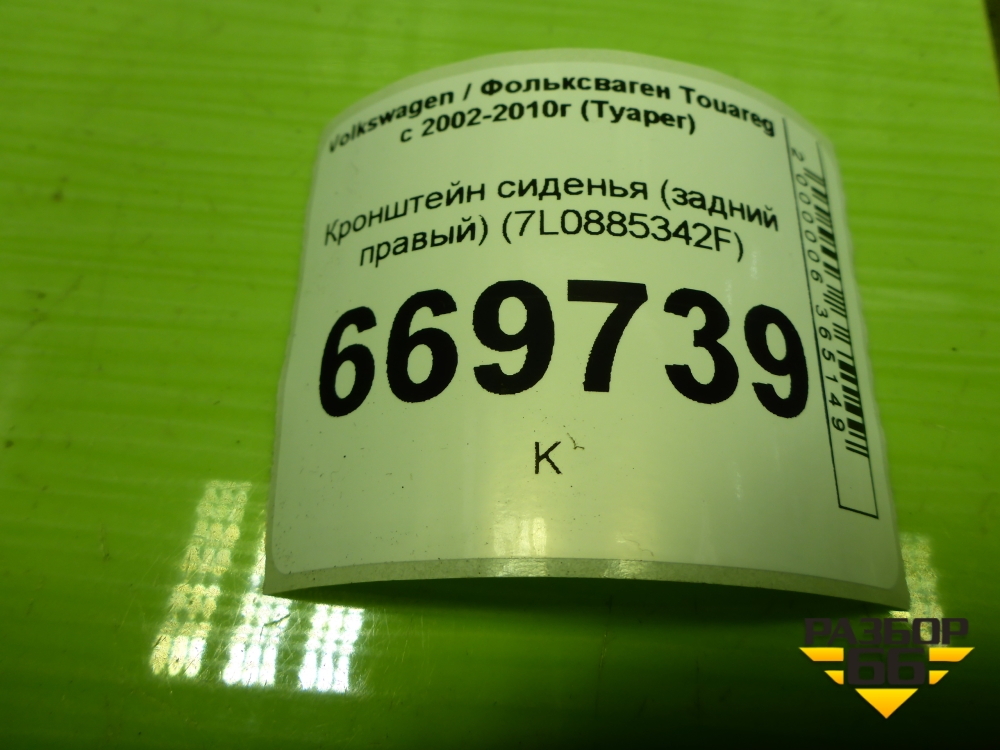 Volkswagen / Фольксваген Touareg
с 2002-2010г (Туарег)
Кронштейн сиденья (задний
правый) (7L0885342F)
669739
К
2000006365149
РАЗБОР
66